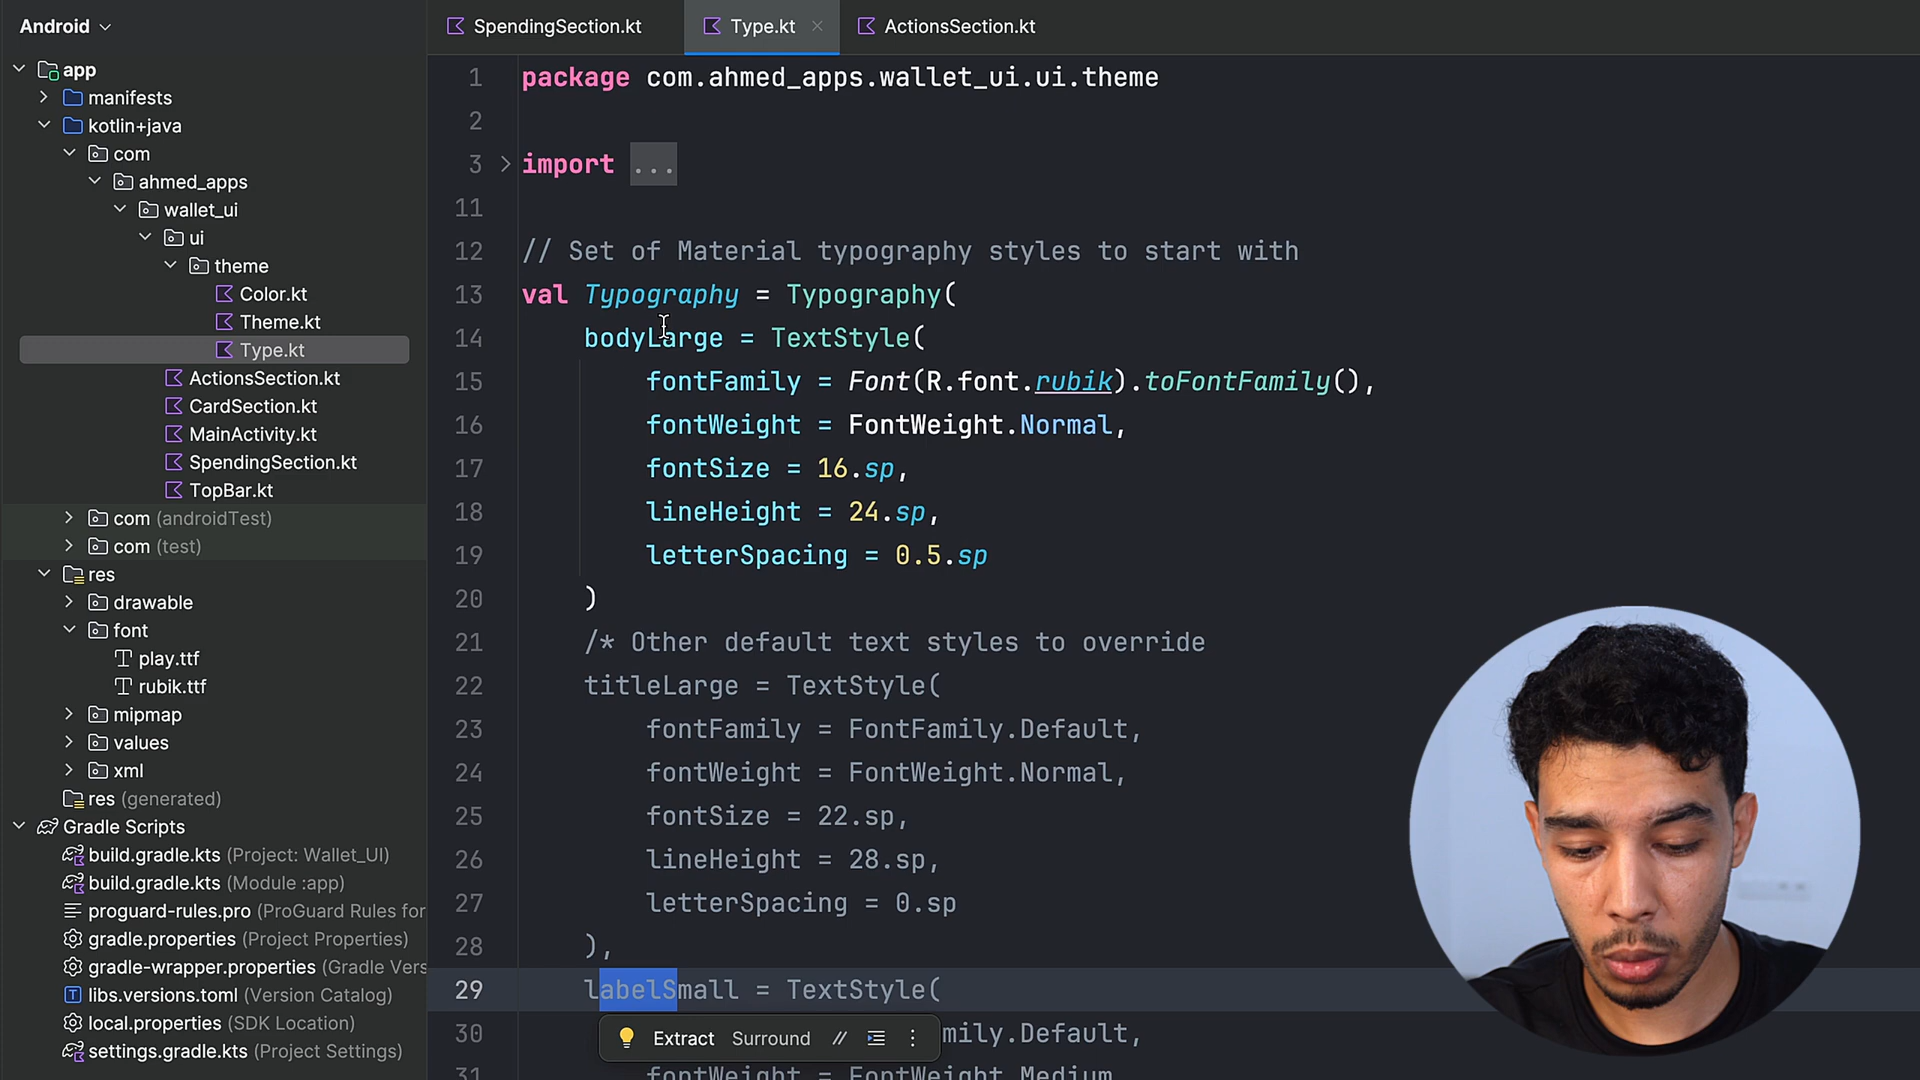 Android
app
manifests
kotlin+java
com
ahmed_apps
wallet_ui
ui
theme
Color.kt
Theme.kt
Type.kt
ActionsSection.kt
CardSection.kt
MainActivity.kt
SpendingSection.kt
TopBar.kt
com (androidTest)
com (test)
res
drawable
font
play.ttf
rubik.ttf
mipmap
values
xml
res (generated)
Gradle Scripts
build.gradle.kts (Project: Wallet_UI)
build.gradle.kts (Module :app)
proguard-rules.pro (ProGuard Rules for
gradle.properties (Project Properties)
gradle-wrapper.properties (Gradle Vers
libs.versions.toml (Version Catalog)
local.properties (SDK Location)
settings.gradle.kts (Project Settings)
SpendingSection.kt Type.kt ActionsSection.kt
1 package com.ahmed_apps.wallet_ui.ui.theme
2
3 import ...
11
12 // Set of Material typography styles to start with
13 val Typography = Typography(
14 bodyLarge = TextStyle(
15 fontFamily = Font(R.font.rubik).toFontFamily(),
16 fontWeight = FontWeight.Normal,
17 fontSize = 16.sp,
18 lineHeight = 24.sp,
19 letterSpacing = 0.5.sp
20 )
21 /* Other default text styles to override
22 titleLarge = TextStyle(
23 fontFamily = FontFamily.Default,
24 fontWeight = FontWeight.Normal,
25 fontSize = 22.sp,
26 lineHeight = 28.sp,
27 letterSpacing = 0.sp
28 ),
29 labelSmall = TextStyle(
30 mily.Default,
Extract Surround //
31 fontWeight = FontWeight.Medium